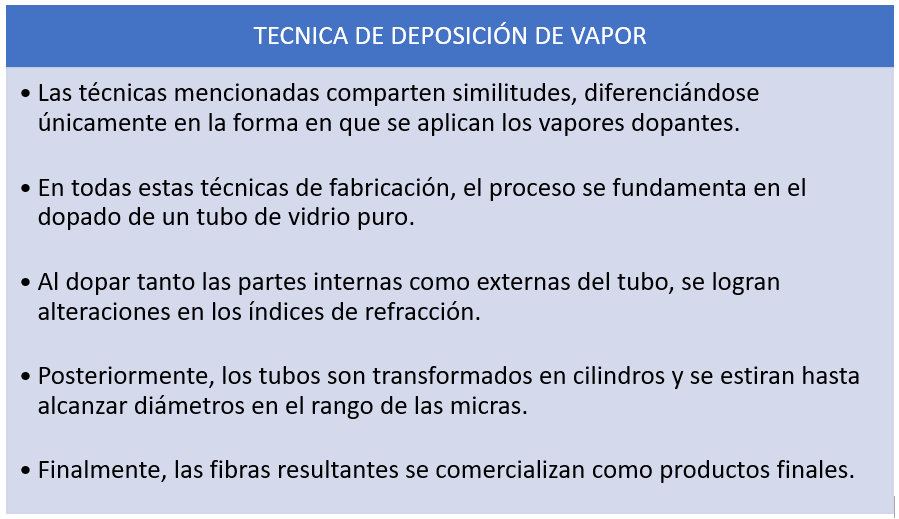 TECNICA DE DEPOSICIÓN DE VAPOR
• Las técnicas mencionadas comparten similitudes, diferenciándose
únicamente en la forma en que se aplican los vapores dopantes.
• En todas estas técnicas de fabricación, el proceso se fundamenta en el
dopado de un tubo de vidrio puro.
• Al dopar tanto las partes internas como externas del tubo, se logran
alteraciones en los índices de refracción.
• Posteriormente, los tubos son transformados en cilindros y se estiran hasta
alcanzar diámetros en el rango de las micras.
• Finalmente, las fibras resultantes se comercializan como productos finales.